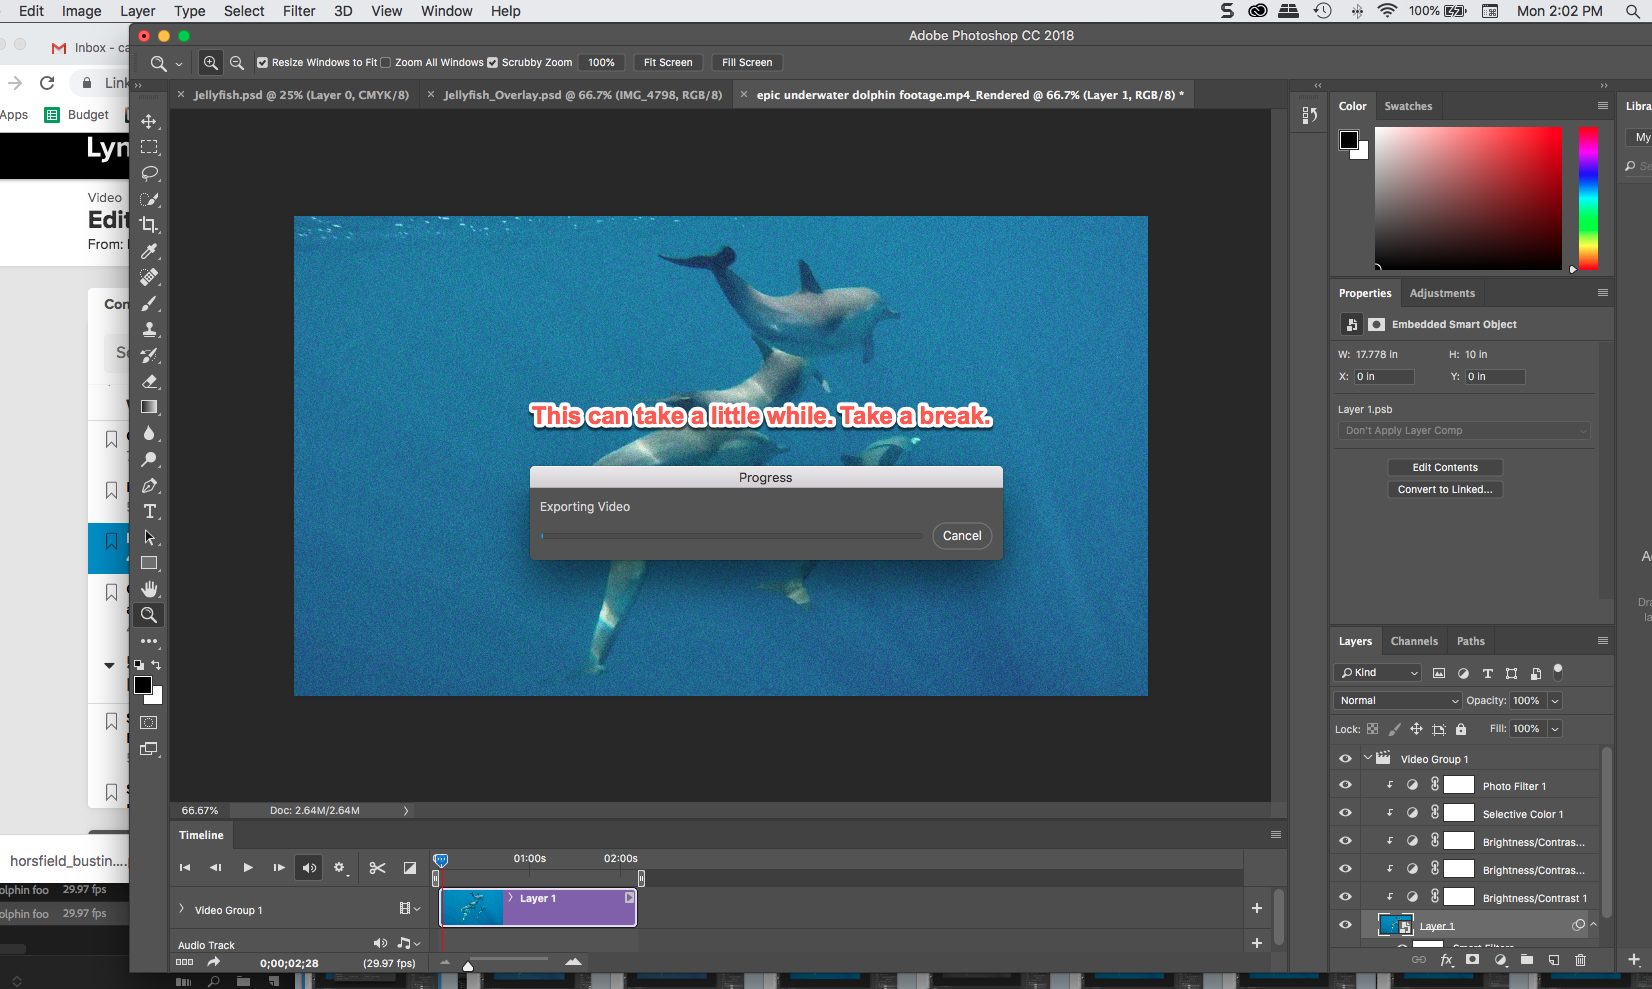 Edit Image Layer Type Select Filter 3D View Window Help 100% Mon 2:02 PM
Adobe Photoshop CC 2018
Inbox - ca
Resize Windows to Fit Zoom All Windows Scrubby Zoom 100% Fit Screen Fill Screen
Link
Jellyfish.psd @ 25% (Layer 0, CMYK/8) Jellyfish_Overlay.psd @ 66.7% (IMG_4798, RGB/8) epic underwater dolphin footage.mp4_Rendered @ 66.7% (Layer 1, RGB/8) *
Apps Budget
Color Swatches Libra
My
Lyn
Se
Video
Edit
From:
Properties Adjustments
Con
Embedded Smart Object
Se
W: 17.778 in H: 10 in
X: 0 in Y: 0 in
Layer 1.psb
Don't Apply Layer Comp
This can take a little while. Take a break.
Edit Contents
Convert to Linked...
Progress
Exporting Video
Cancel
A
Dra
la
Layers Channels Paths
Kind
Normal Opacity: 100%
Lock: Fill: 100%
Video Group 1
Photo Filter 1
Selective Color 1
Brightness/Contras...
Brightness/Contras...
Brightness/Contrast 1
Layer 1
Smart Filters
66.67% Doc: 2.64M/2.64M
Timeline
horsfield_bustin....
01:00s 02:00s
olphin foo 29.97 fps
olphin foo 29.97 fps
Video Group 1
Layer 1
Audio Track
0;00;02;28 (29.97 fps)
fx